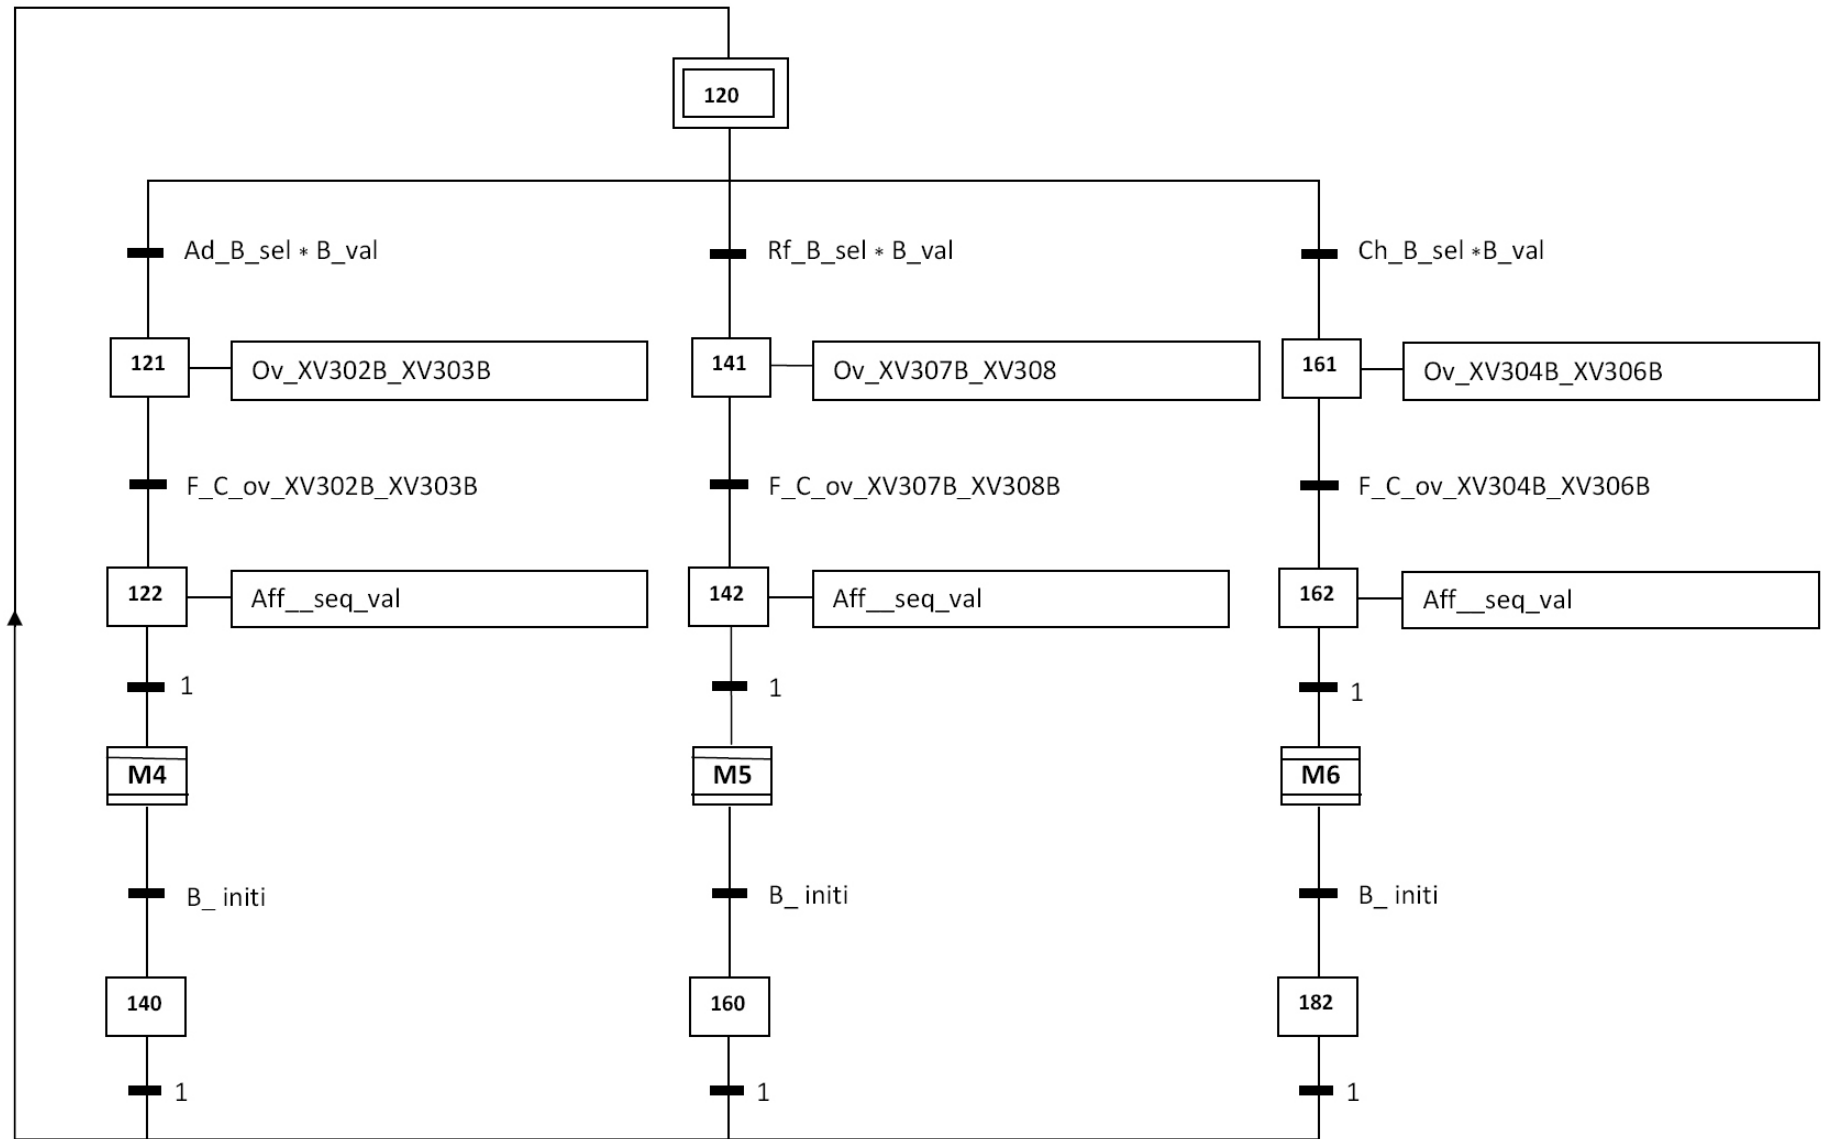 120
Ad_B_sel * B_val
Rf_B_sel * B_val
Ch_B_sel *B_val
121
Ov_XV302B_XV303B
141
Ov_XV307B_XV308
161
Ov_XV304B_XV306B
F_C_ov_XV302B_XV303B
F_C_ov_XV307B_XV308B
F_C_ov_XV304B_XV306B
122
Aff__seq_val
142
Aff__seq_val
162
Aff__seq_val
1
1
1
M4
M5
M6
B_ initi
B_ initi
B_ initi
140
160
182
1
1
1